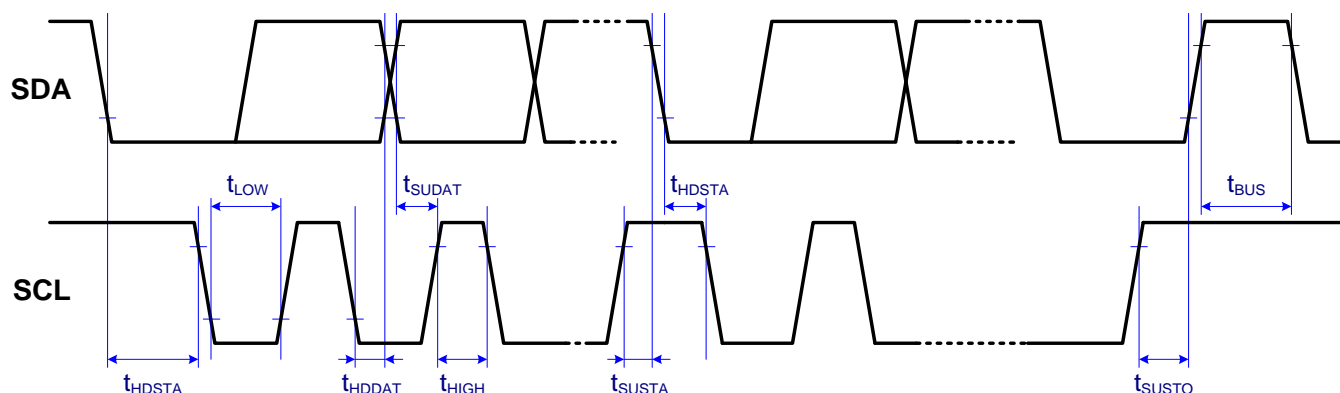 SDA
tLOW
tSUDAT
tHDSTA
tBUS
SCL
tHDSTA
tHDDAT
tHIGH
tSUSTA
tSUSTO